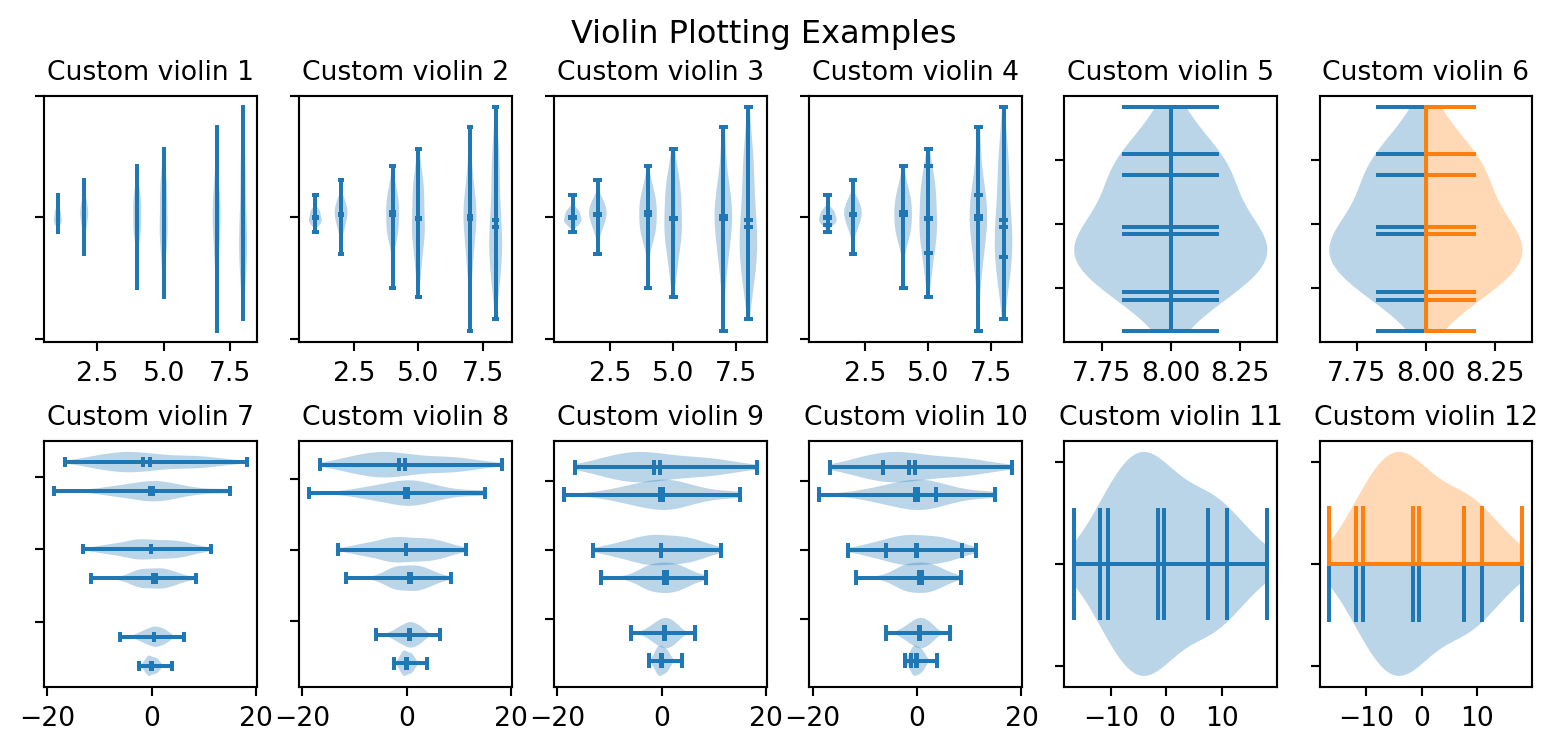 Violin Plotting Examples
Custom violin 1 Custom violin 2 Custom violin 3 Custom violin 4 Custom violin 5 Custom violin 6
2.5 5.0 7.5 2.5 5.0 7.5 2.5 5.0 7.5 2.5 5.0 7.5 7.75 8.00 8.25 7.75 8.00 8.25
Custom violin 7 Custom violin 8 Custom violin 9 Custom violin 10 Custom violin 11 Custom violin 12
−20 0 20 −20 0 20 −20 0 20 −20 0 20 −10 0 10 −10 0 10